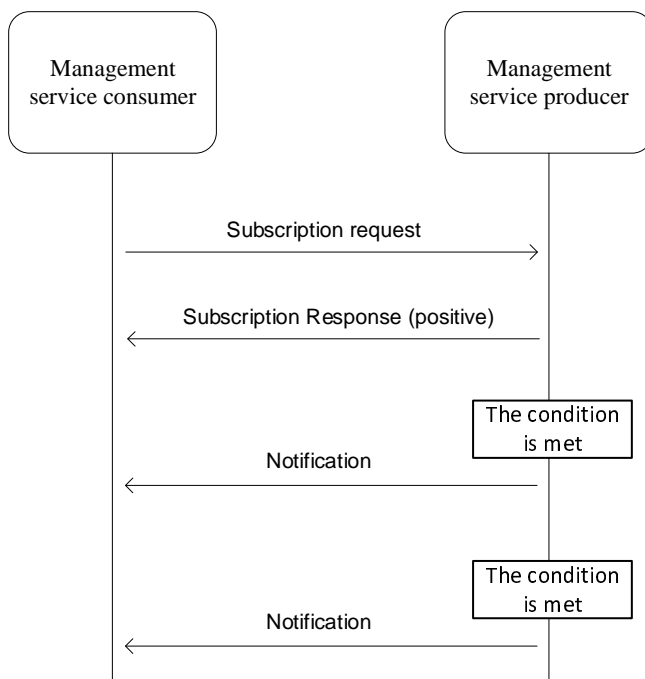 Management
service consumer
Management
service producer
Subscription request
Subscription Response (positive)
The condition
is met
Notification
The condition
is met
Notification